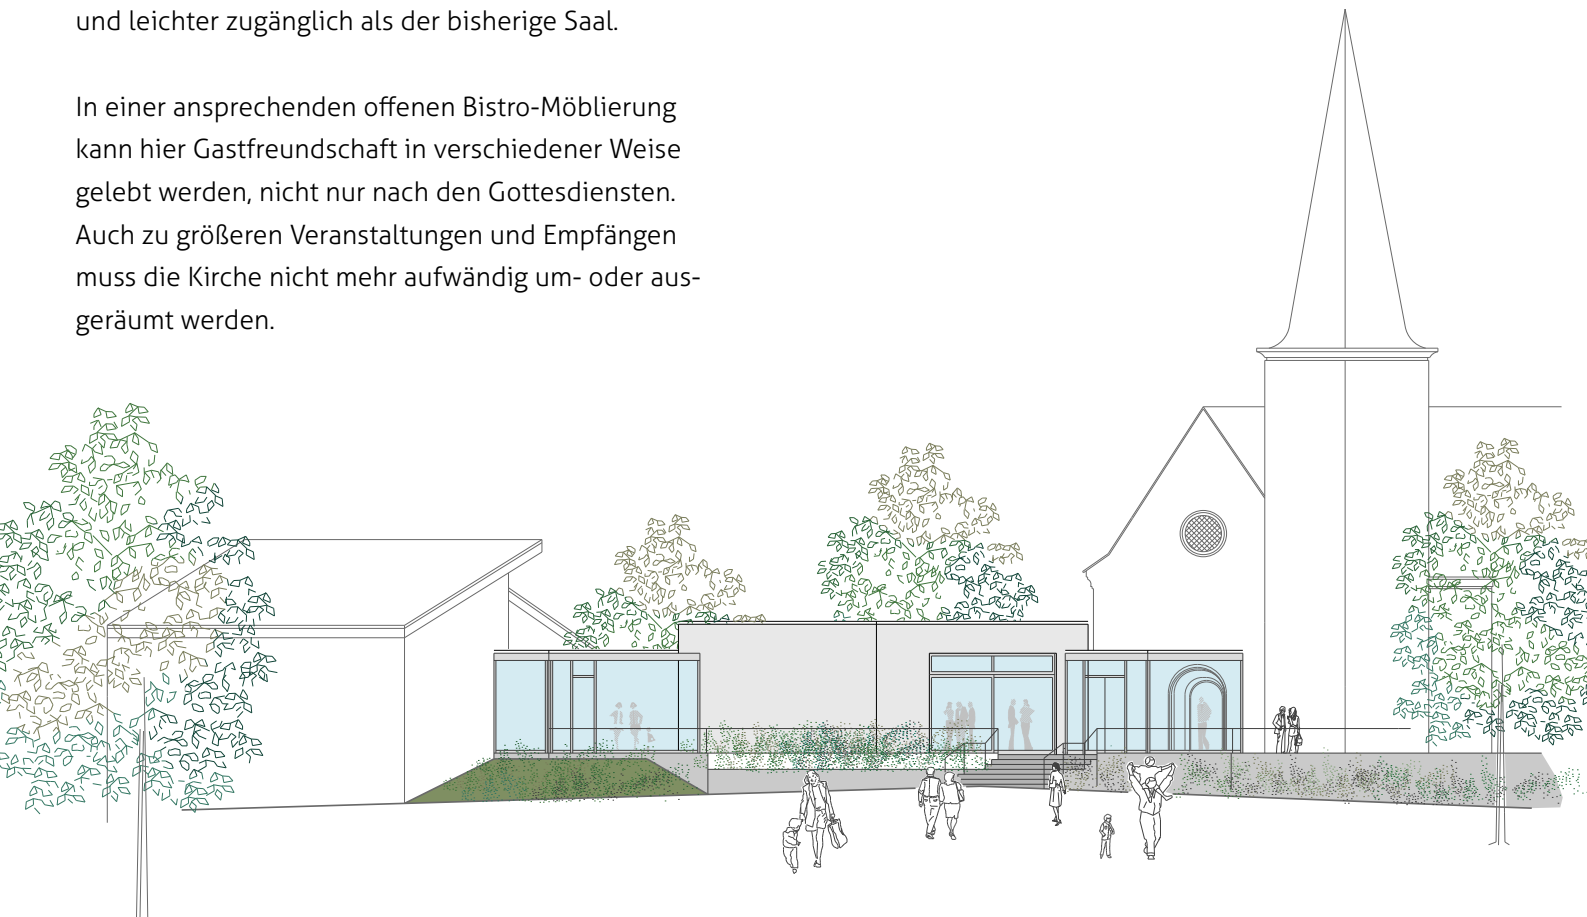 und leichter zugänglich als der bisherige Saal.
In einer ansprechenden offenen Bistro-Möblierung
kann hier Gastfreundschaft in verschiedener Weise
gelebt werden, nicht nur nach den Gottesdiensten.
Auch zu größeren Veranstaltungen und Empfängen
muss die Kirche nicht mehr aufwändig um- oder aus-
geräumt werden.